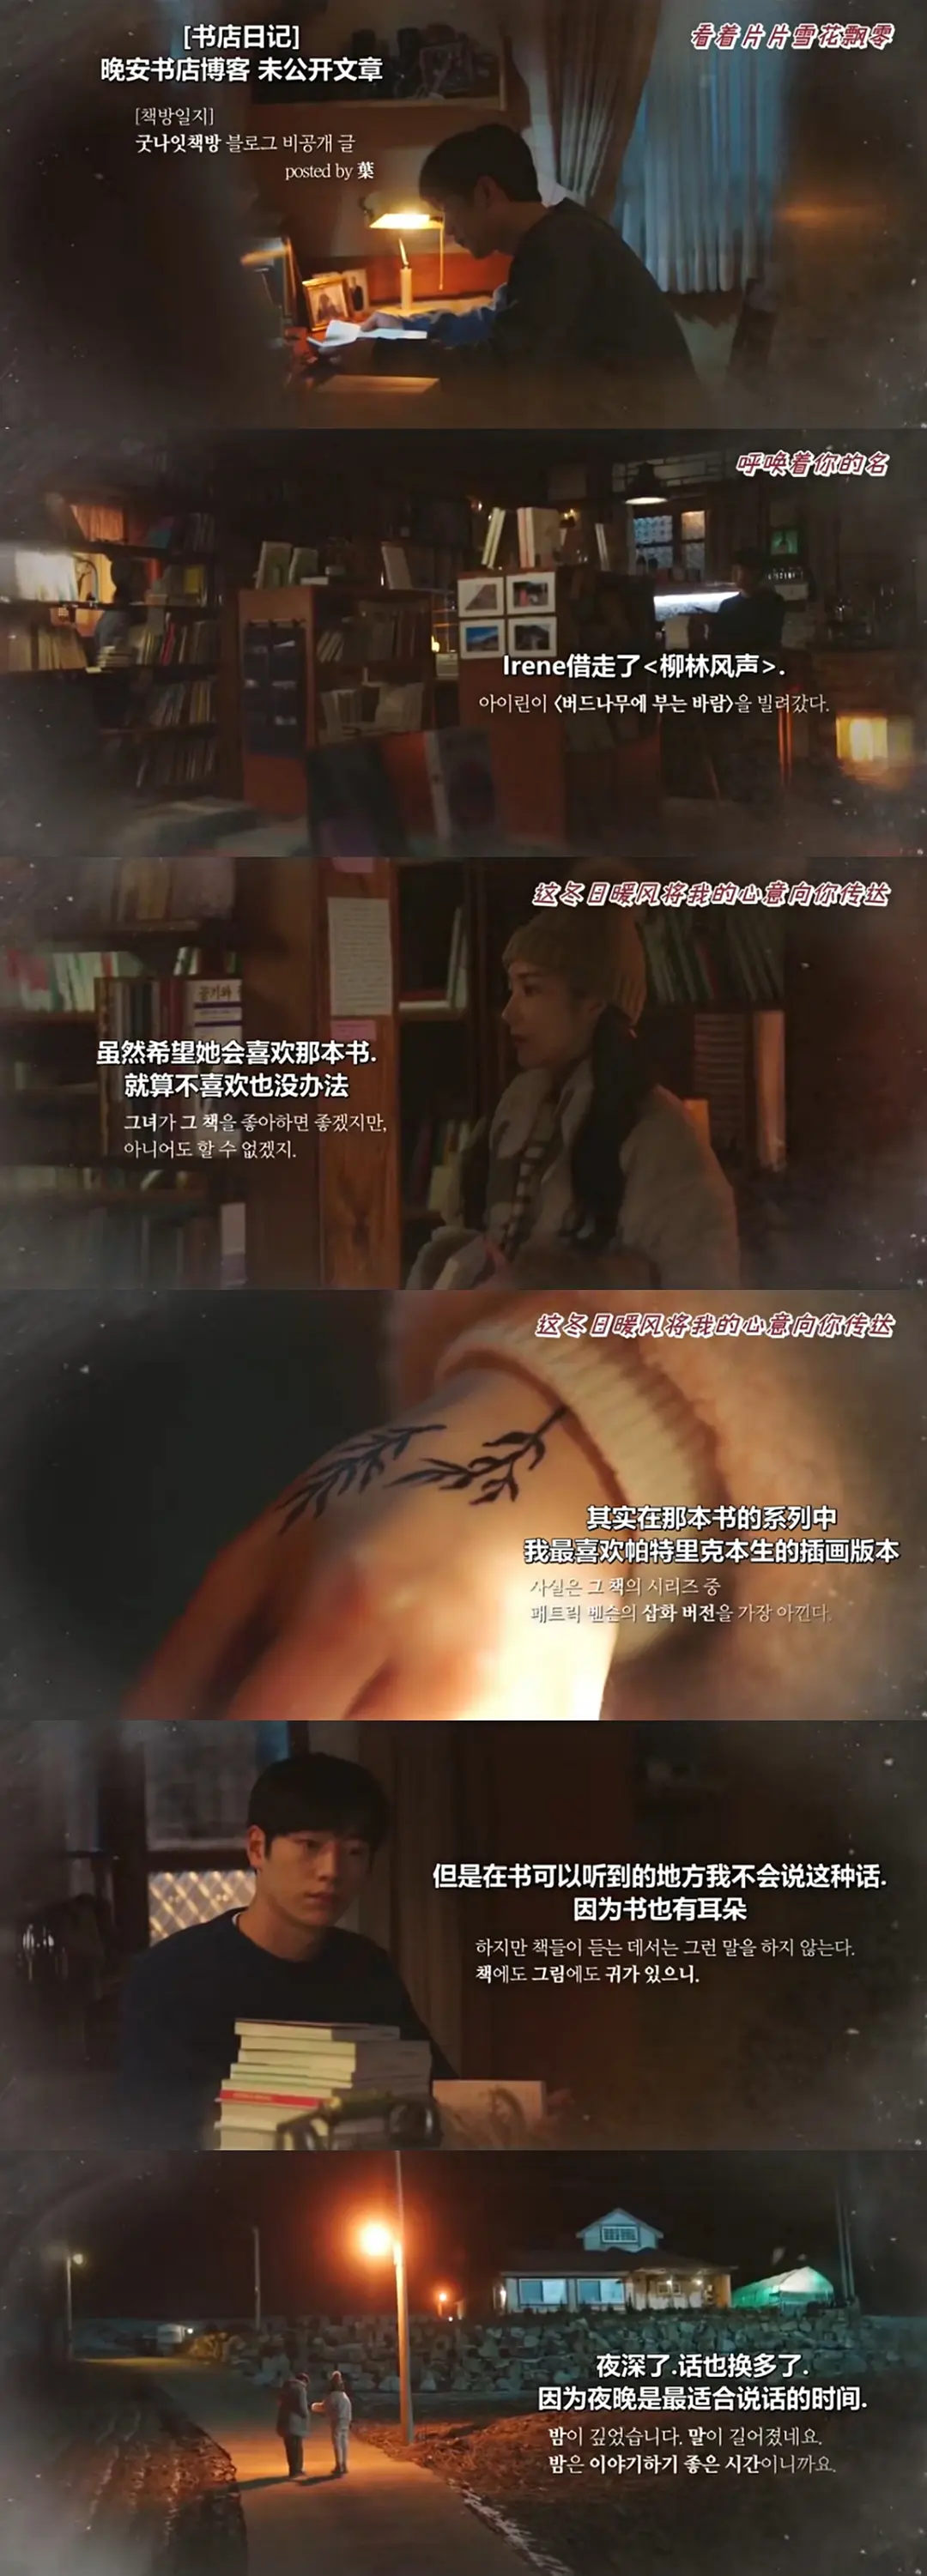 [书店日记]
晚安书店博客 未公开文章
看着片片雪花飘零
[책방일지]
굿나잇책방 블로그 비공개 글
posted by 葉
呼唤着你的名
Irene借走了<柳林风声>.
아이린이 <버드나무에 부는 바람>을 빌려갔다.
这冬日暖风将我的心意向你传达
虽然希望她会喜欢那本书.
就算不喜欢也没办法
그녀가 그 책을 좋아하면 좋겠지만,
아니어도 할 수 없겠지.
这冬日暖风将我的心意向你传达
其实在那本书的系列中
我最喜欢帕特里克本生的插画版本
사실은 그 책의 시리즈 중
패트릭 벤슨의 삽화 버전을 가장 아낀다.
但是在书可以听到的地方我不会说这种话.
因为书也有耳朵
하지만 책들이 듣는 데서는 그런 말을 하지 않는다.
책에도 그림에도 귀가 있으니.
夜深了.话也换多了.
因为夜晚是最适合说话的时间.
밤이 깊었습니다. 말이 길어졌네요.
밤은 이야기하기 좋은 시간이니까요.